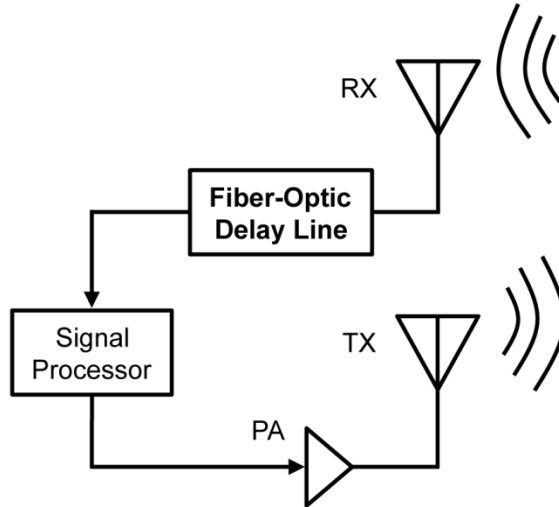 RX
Fiber-Optic
Delay Line
Signal
Processor
TX
PA